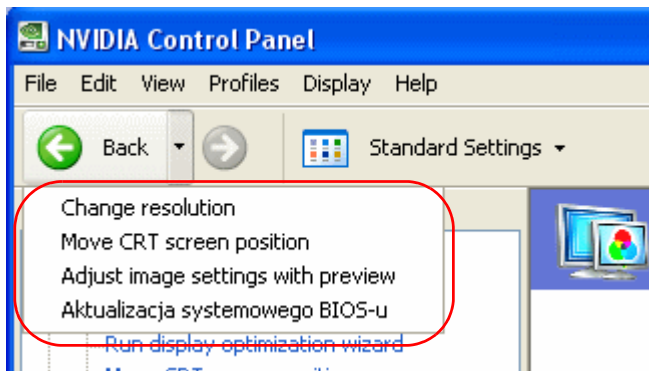 NVIDIA Control Panel
File Edit View Profiles Display Help
Back Standard Settings
Change resolution
Move CRT screen position
Adjust image settings with preview
Aktualizacja systemowego BIOS-u
Run display optimization wizard